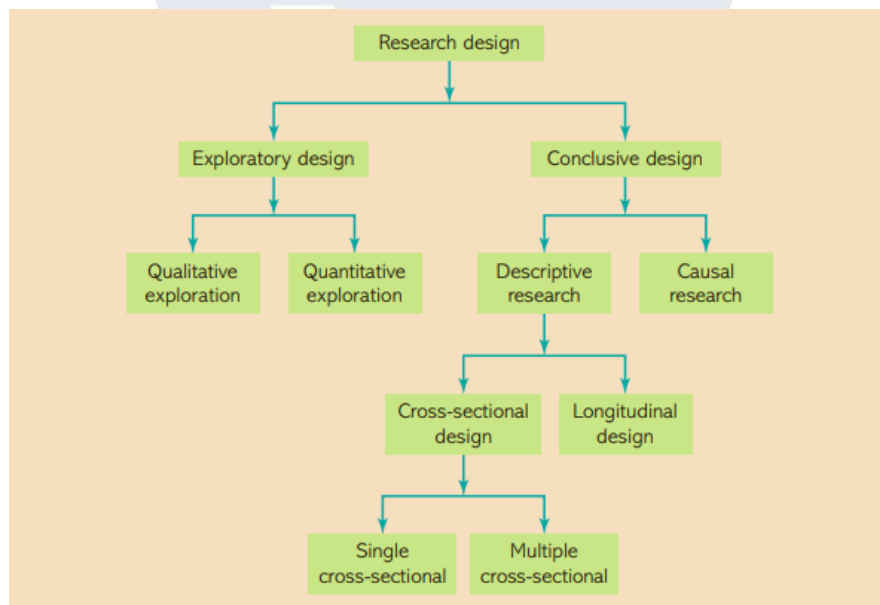 Research design
Exploratory design
Conclusive design
Qualitative
exploration
Quantitative
exploration
Descriptive
research
Causal
research
Cross-sectional
design
Longitudinal
design
Single
cross-sectional
Multiple
cross-sectional